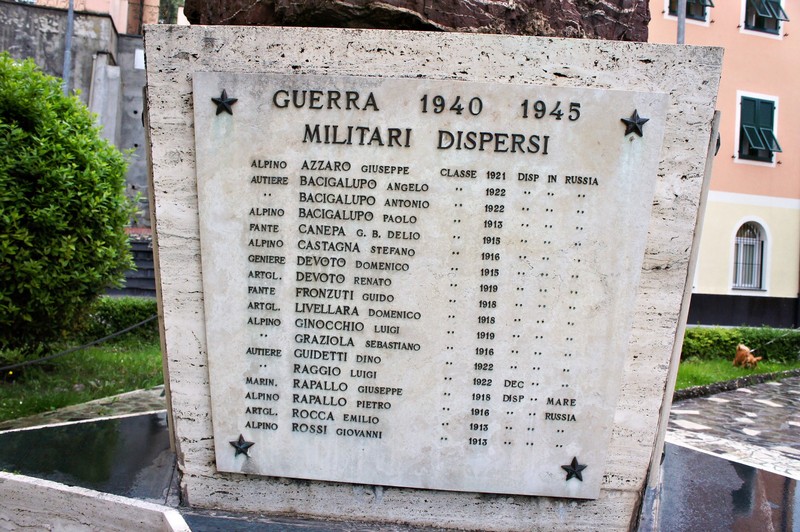 GUERRA 1940 1945
MILITARI DISPERSI
ALPINO AZZARO GIUSEPPE CLASSE 1921 DISP IN RUSSIA
AUTIERE BACIGALUPO ANGELO " 1922 " " "
" BACIGALUPO ANTONIO " 1922 " " "
ALPINO BACIGALUPO PAOLO " 1913 " " "
FANTE CANEPA G. B. DELIO " 1915 " " "
ALPINO CASTAGNA STEFANO " 1916 " " "
GENIERE DEVOTO DOMENICO " 1915 " " "
ARTGL. DEVOTO RENATO " 1919 " " "
FANTE FRONZUTI GUIDO " 1918 " " "
ARTGL. LIVELLARA DOMENICO " 1918 " " "
ALPINO GINOCCHIO LUIGI " 1919 " " "
" GRAZIOLA SEBASTIANO " 1916 " " "
AUTIERE GUIDETTI DINO " 1922 " " "
" RAGGIO LUIGI " 1922 DEC " "
MARIN. RAPALLO GIUSEPPE " 1918 DISP " MARE
ALPINO RAPALLO PIETRO " 1916 " " RUSSIA
ARTGL. ROCCA EMILIO " 1913 " " "
ALPINO ROSSI GIOVANNI " 1913 " " "